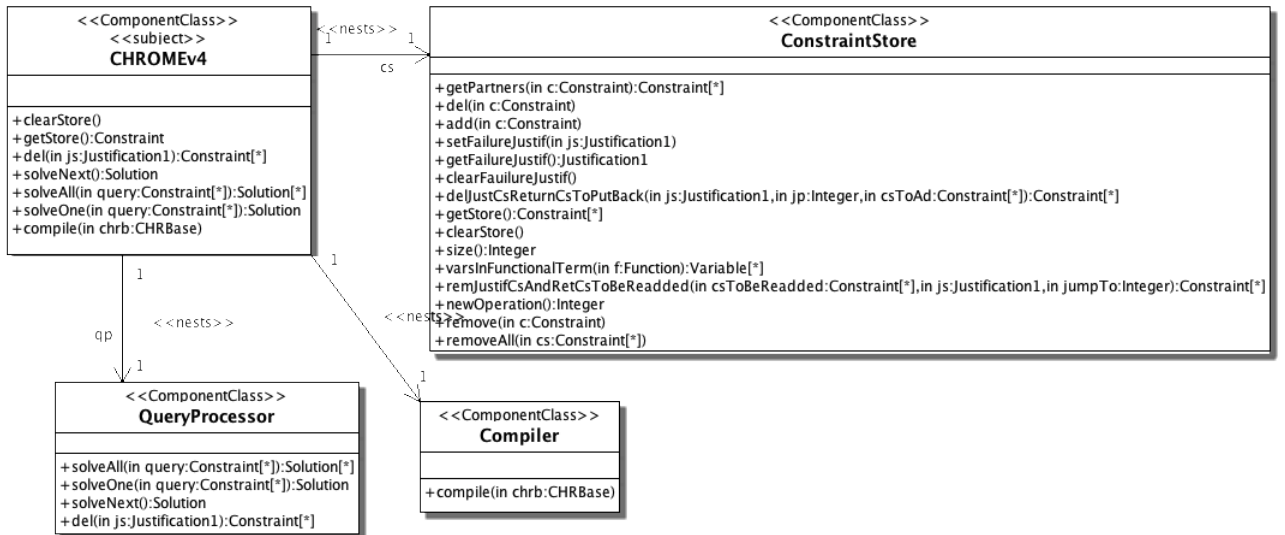 <<ComponentClass>>
<<subject>>
CHROMEv4
+clearStore()
+getStore():Constraint
+del(in js:Justification1):Constraint[*]
+solveNext():Solution
+solveAll(in query:Constraint[*]):Solution[*]
+solveOne(in query:Constraint[*]):Solution
+compile(in chrb:CHRBase)
<<nests>>
1
1
cs
<<ComponentClass>>
ConstraintStore
+getPartners(in c:Constraint):Constraint[*]
+del(in c:Constraint)
+add(in c:Constraint)
+setFailureJustif(in js:Justification1)
+getFailureJustif():Justification1
+clearFauilureJustif()
+delJustCsReturnCsToPutBack(in js:Justification1,in jp:Integer,in csToAd:Constraint[*]):Constraint[*]
+getStore():Constraint[*]
+clearStore()
+size():Integer
+varsInFunctionalTerm(in f:Function):Variable[*]
+remJustifCsAndRetCsToBeReadded(in csToBeReadded:Constraint[*],in js:Justification1,in jumpTo:Integer):Constraint[*]
+newOperation():Integer
+remove(in c:Constraint)
+removeAll(in cs:Constraint[*])
1
<<nests>>
qp
1
1
<<nests>>
1
<<ComponentClass>>
QueryProcessor
+solveAll(in query:Constraint[*]):Solution[*]
+solveOne(in query:Constraint[*]):Solution
+solveNext():Solution
+del(in js:Justification1):Constraint[*]
<<ComponentClass>>
Compiler
+compile(in chrb:CHRBase)